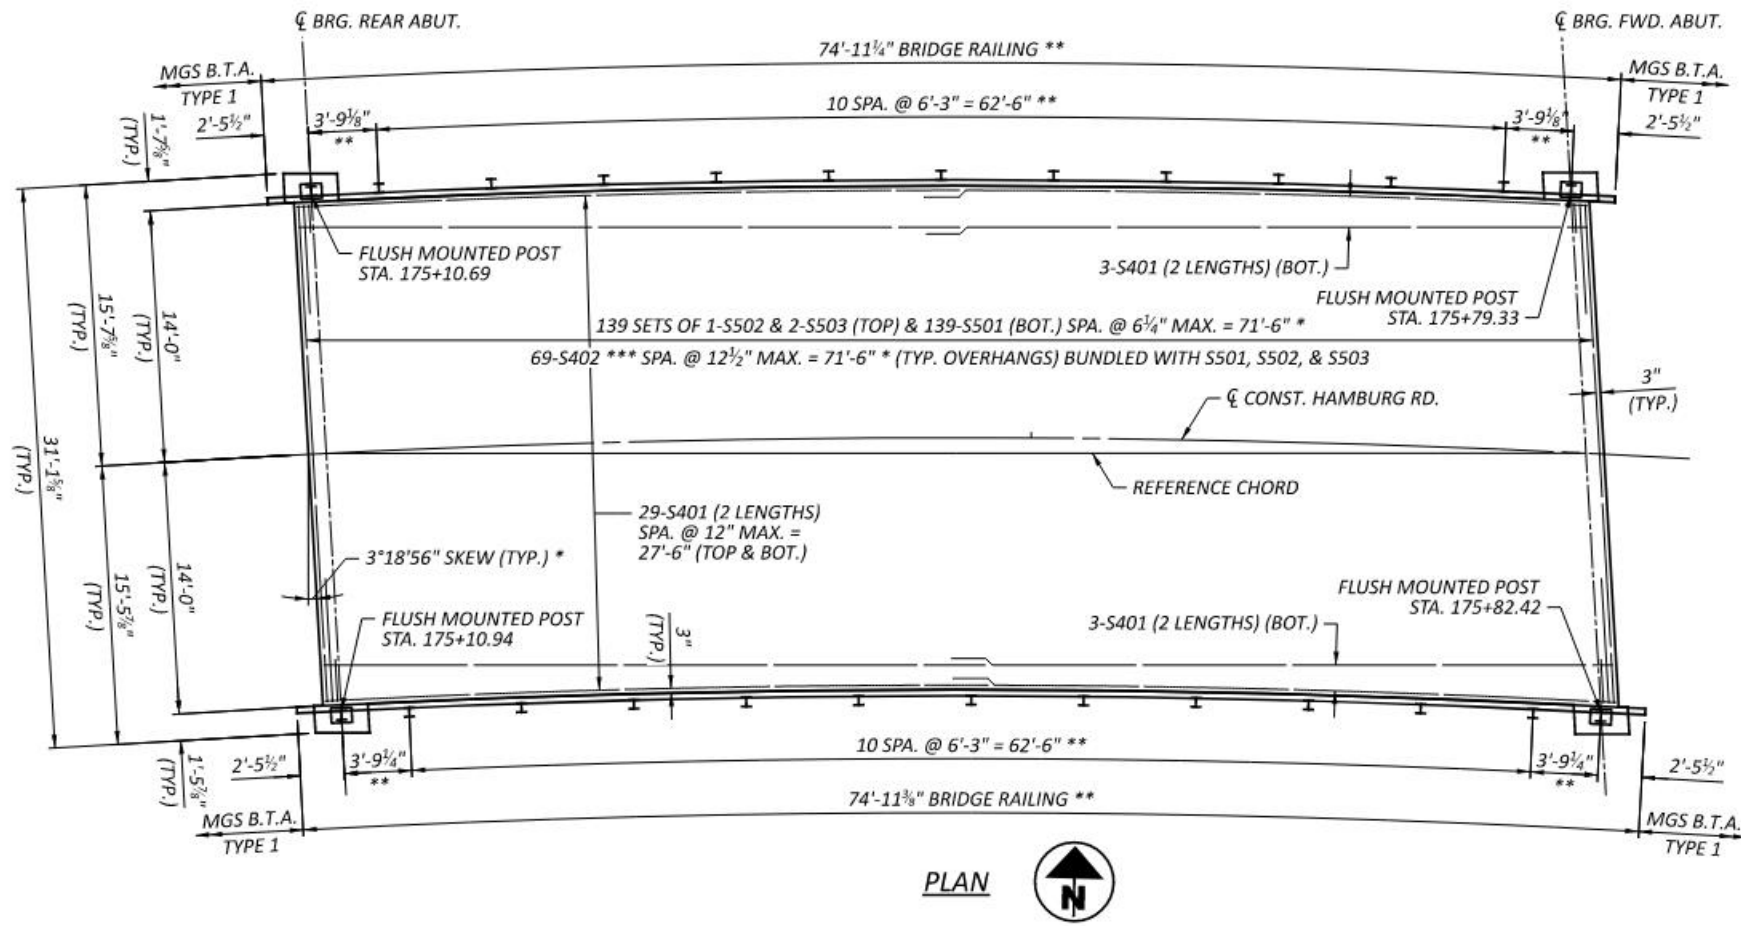 ℄ BRG. REAR ABUT.
℄ BRG. FWD. ABUT.
74'-11¼" BRIDGE RAILING **
MGS B.T.A.
TYPE 1
MGS B.T.A.
TYPE 1
10 SPA. @ 6'-3" = 62'-6" **
2'-5½"
3'-9⅛"
**
3'-9⅛"
**
2'-5½"
1'-7⅝"
(TYP.)
FLUSH MOUNTED POST
STA. 175+10.69
3-S401 (2 LENGTHS) (BOT.)
FLUSH MOUNTED POST
STA. 175+79.33
15'-7⅝"
(TYP.)
14'-0"
(TYP.)
139 SETS OF 1-S502 & 2-S503 (TOP) & 139-S501 (BOT.) SPA. @ 6¼" MAX. = 71'-6" *
69-S402 *** SPA. @ 12½" MAX. = 71'-6" * (TYP. OVERHANGS) BUNDLED WITH S501, S502, & S503
3"
(TYP.)
℄ CONST. HAMBURG RD.
31'-1⅝"
(TYP.)
REFERENCE CHORD
29-S401 (2 LENGTHS)
SPA. @ 12" MAX. =
27'-6" (TOP & BOT.)
3°18'56" SKEW (TYP.) *
15'-5⅞"
(TYP.)
14'-0"
(TYP.)
FLUSH MOUNTED POST
STA. 175+10.94
3"
(TYP.)
3-S401 (2 LENGTHS) (BOT.)
FLUSH MOUNTED POST
STA. 175+82.42
1'-5⅞"
(TYP.)
2'-5½"
3'-9¼"
**
10 SPA. @ 6'-3" = 62'-6" **
3'-9¼"
**
2'-5½"
74'-11⅜" BRIDGE RAILING **
MGS B.T.A.
TYPE 1
MGS B.T.A.
TYPE 1
PLAN
N